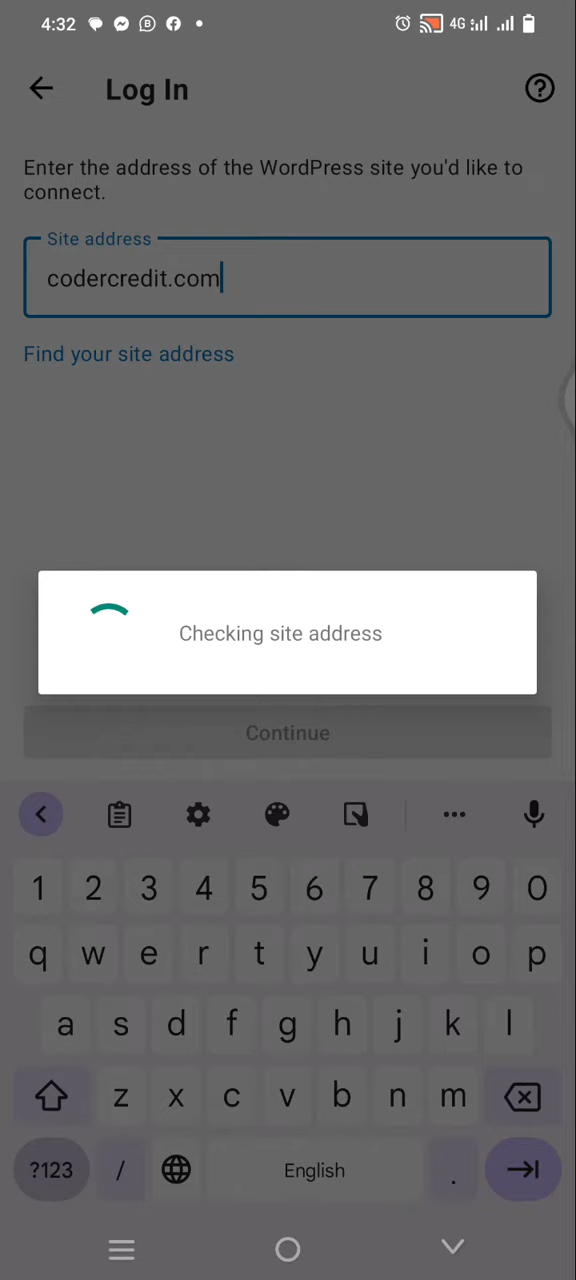 4:32
4G
Log In
Enter the address of the WordPress site you'd like to
connect.
Site address
codercredit.com
Find your site address
Checking site address
Continue
1 2 3 4 5 6 7 8 9 0
q w e r t y u i o p
a s d f g h j k l
z x c v b n m
?123 / English .